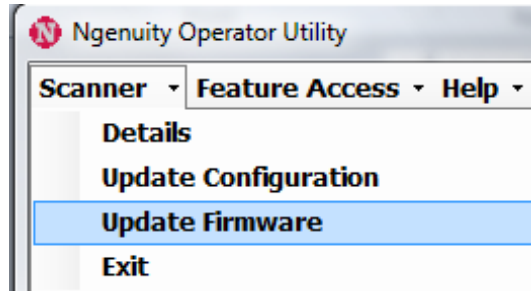 N Ngenuity Operator Utility
Scanner Feature Access Help
Details
Update Configuration
Update Firmware
Exit